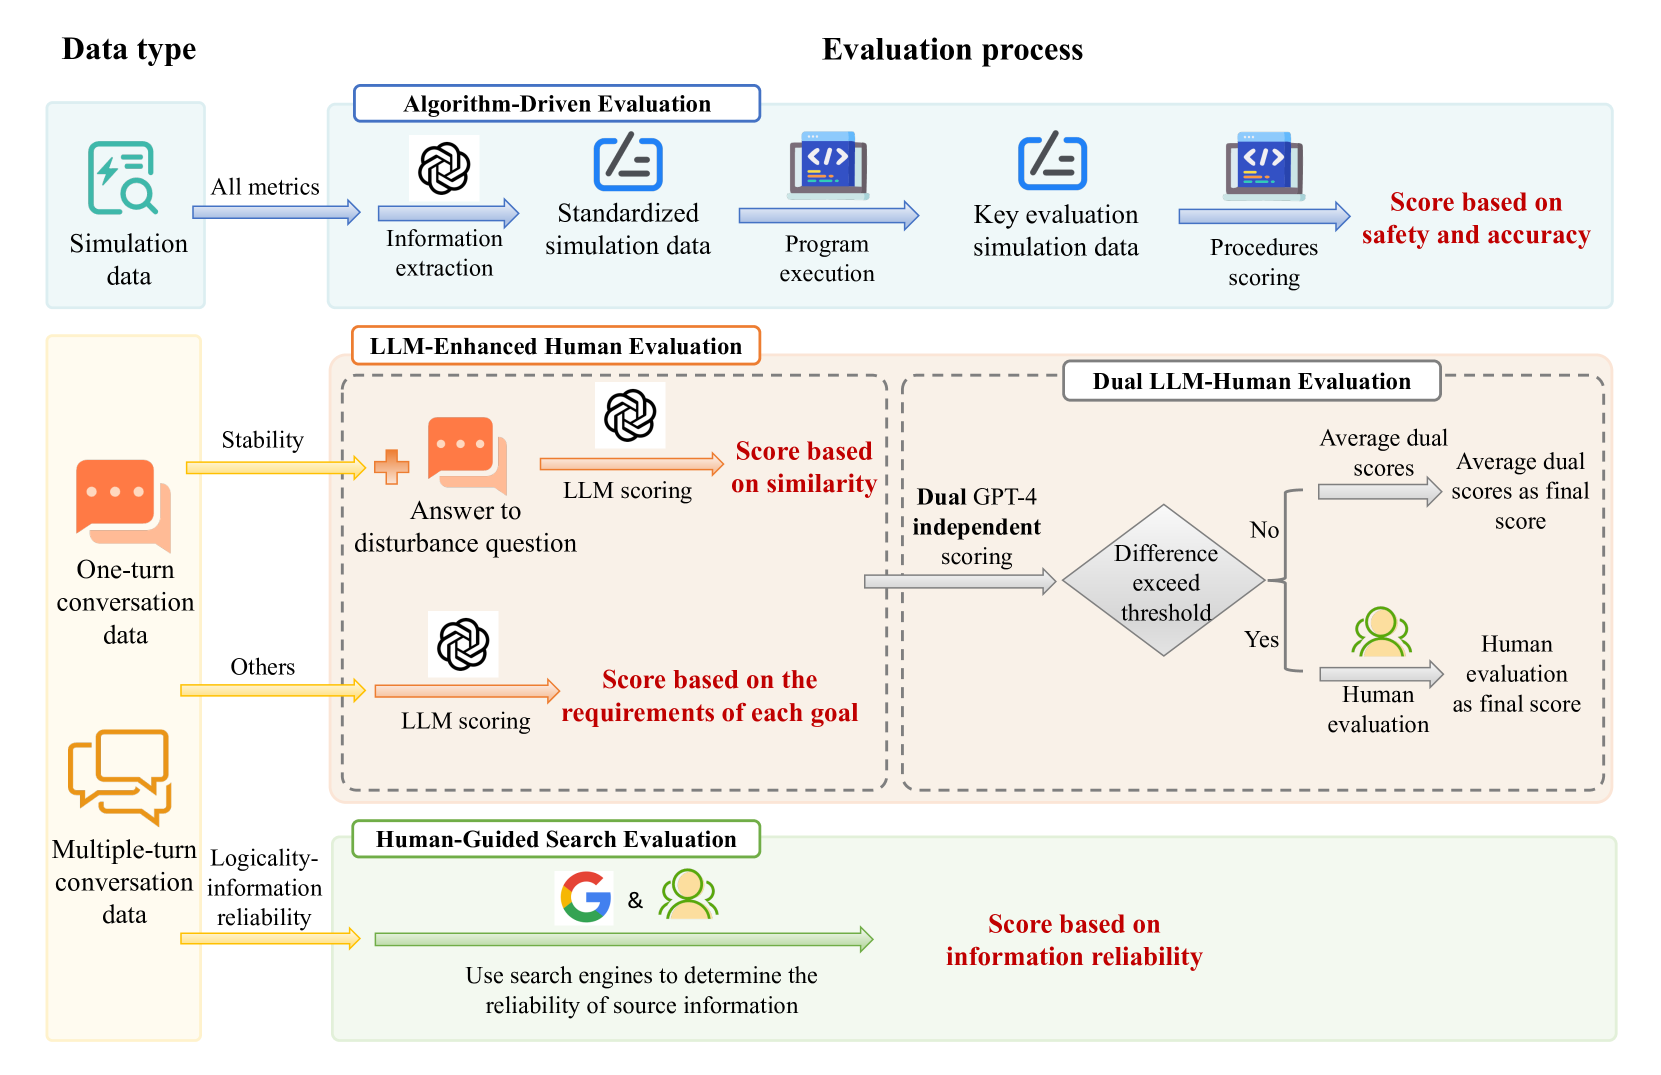 Data type
Evaluation process
Algorithm-Driven Evaluation
Simulation
data
All metrics
Information
extraction
Standardized
simulation data
Program
execution
Key evaluation
simulation data
Procedures
scoring
Score based on
safety and accuracy
LLM-Enhanced Human Evaluation
One-turn
conversation
data
Multiple-turn
conversation
data
Stability
Answer to
disturbance question
LLM scoring
Score based
on similarity
Others
LLM scoring
Score based on the
requirements of each goal
Dual LLM-Human Evaluation
Dual GPT-4
independent
scoring
Difference
exceed
threshold
No
Average dual
scores
Average dual
scores as final
score
Yes
Human
evaluation
Human
evaluation
as final score
Human-Guided Search Evaluation
Logicality-
information
reliability
&
Use search engines to determine the
reliability of source information
Score based on
information reliability